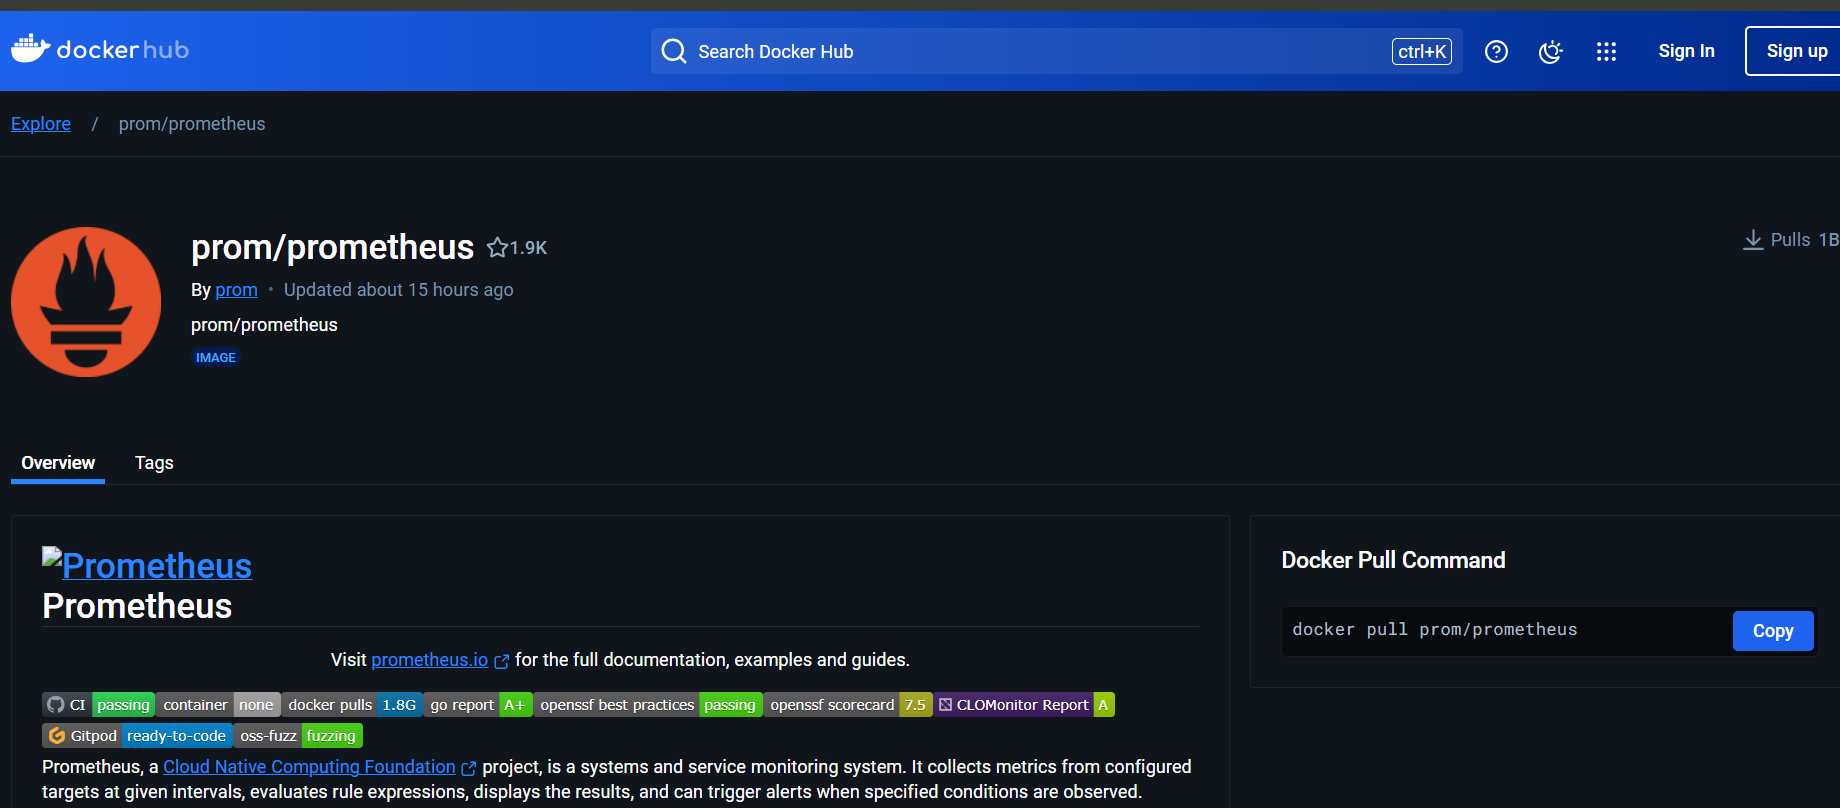 dockerhub
Search Docker Hub
ctrl+K
Sign In
Sign up
Explore / prom/prometheus
prom/prometheus
1.9K
Pulls 1B
By prom • Updated about 15 hours ago
prom/prometheus
IMAGE
Overview
Tags
Prometheus
Prometheus
Visit prometheus.io for the full documentation, examples and guides.
CI passing container none docker pulls 1.8G go report A+ openssf best practices passing openssf scorecard 7.5 CLOMonitor Report A
Gitpod ready-to-code oss-fuzz fuzzing
Prometheus, a Cloud Native Computing Foundation project, is a systems and service monitoring system. It collects metrics from configured
targets at given intervals, evaluates rule expressions, displays the results, and can trigger alerts when specified conditions are observed.
Docker Pull Command
docker pull prom/prometheus
Copy